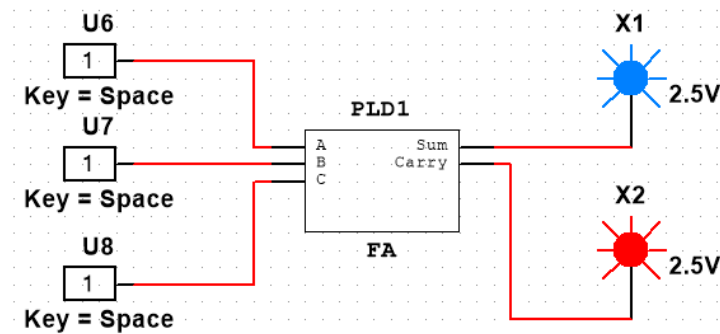 U6
1
Key = Space
U7
1
Key = Space
U8
1
Key = Space
PLD1
A
B
C
Sum
Carry
FA
X1
2.5V
X2
2.5V